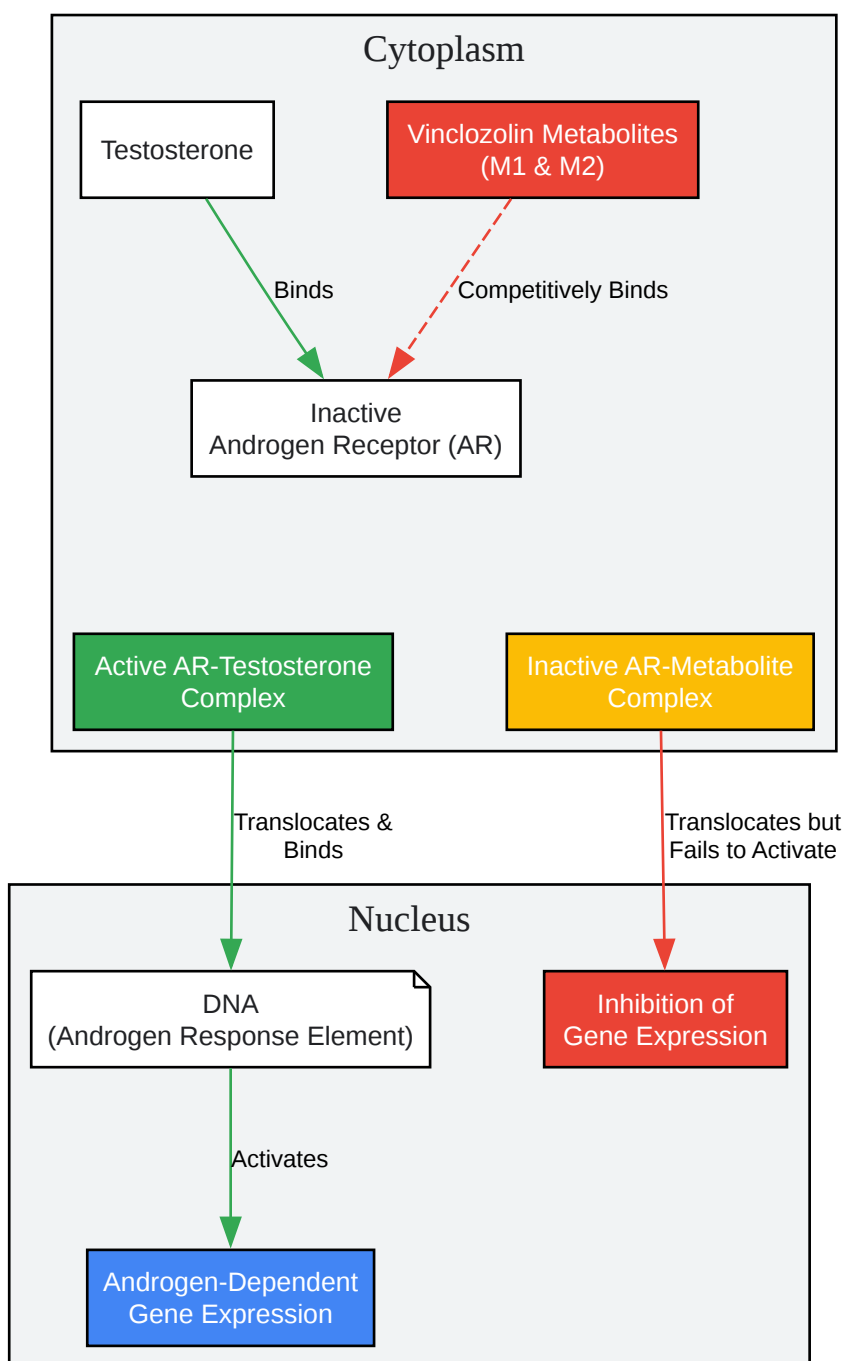 Cytoplasm
Testosterone
Vinclozolin Metabolites
(M1 & M2)
Binds
Competitively Binds
Inactive
Androgen Receptor (AR)
Active AR-Testosterone
Complex
Inactive AR-Metabolite
Complex
Translocates &
Binds
Translocates but
Fails to Activate
Nucleus
DNA
(Androgen Response Element)
Inhibition of
Gene Expression
Activates
Androgen-Dependent
Gene Expression